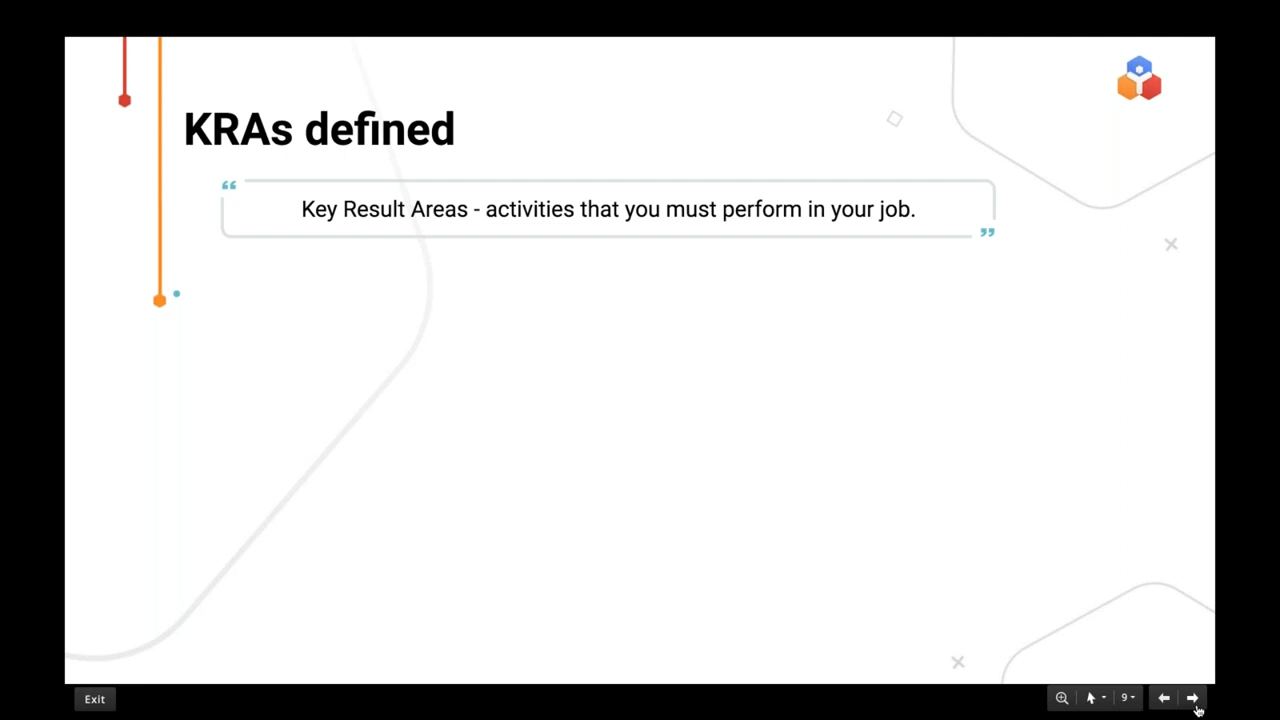 KRAs defined
“
Key Result Areas - activities that you must perform in your job.
”
Exit
9